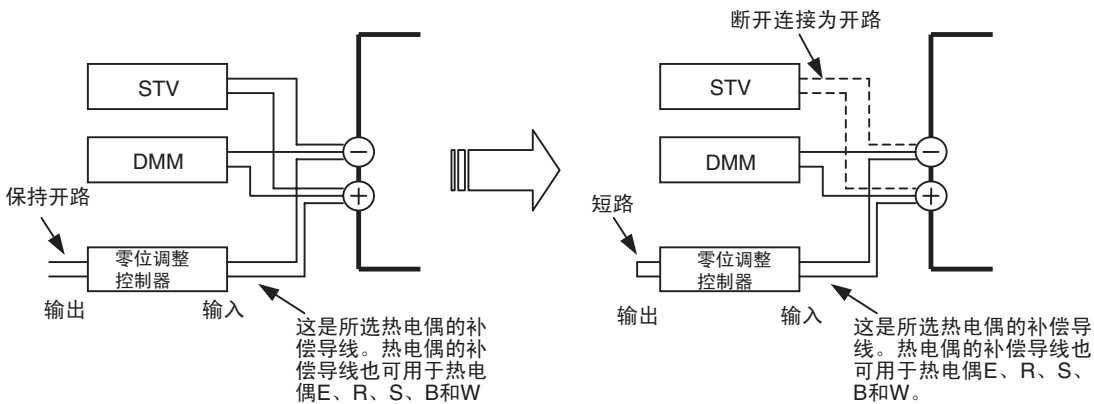 STV
DMM
−
+
保持开路
零位调整
控制器
输出
输入
这是所选热电偶的补
偿导线。热电偶的补
偿导线也可用于热电
偶E、R、S、B和W
断开连接为开路
STV
DMM
−
+
短路
零位调整
控制器
输出
输入
这是所选热电偶的补偿导
线。热电偶的补偿导线也
可用于热电偶E、R、S、
B和W。